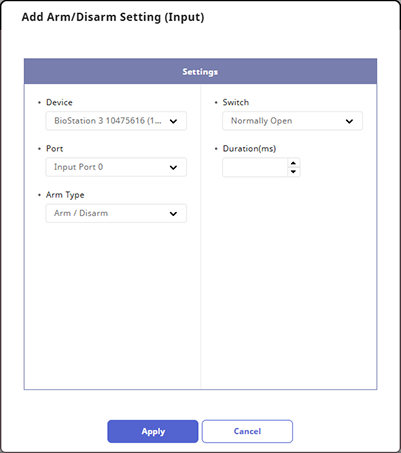 Add Arm/Disarm Setting (Input)
Settings
• Device
BioStation 3 10475616 (1...
• Port
Input Port 0
• Arm Type
Arm / Disarm
• Switch
Normally Open
• Duration(ms)
Apply
Cancel